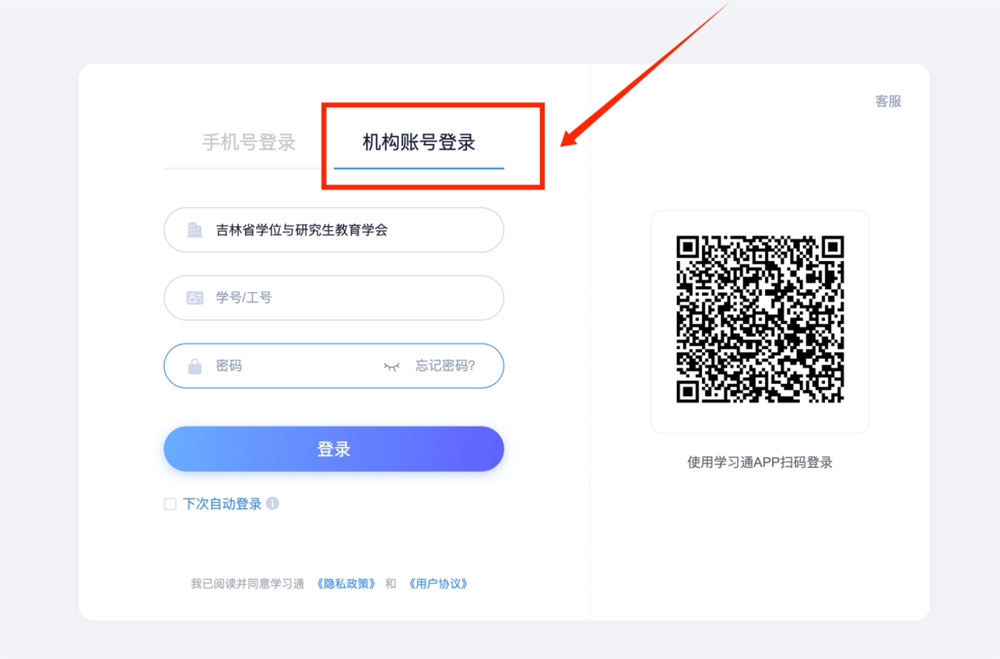 客服
手机号登录 机构账号登录
吉林省学位与研究生教育学会
学号/工号
密码 忘记密码?
登录
下次自动登录
我已阅读并同意学习通 《隐私政策》 和 《用户协议》
使用学习通APP扫码登录